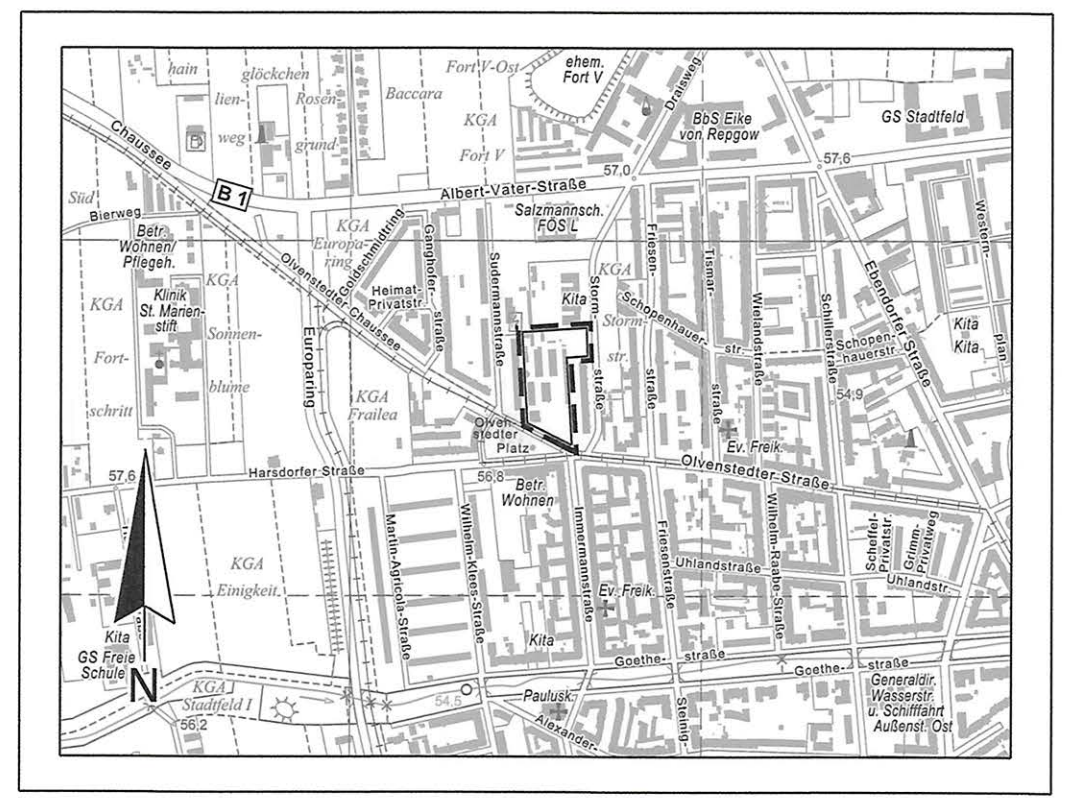 hain
glöckchen
lien-
weg
Rosen-
grund
Baccara
Fort V-Ost
KGA
Fort V
ehem.
Fort V
Draisweg
BbS Eike
von Repgow
GS Stadtfeld
Chaussee
B 1
Albert-Vater-Straße
57,0
57,6
Süd
Bierweg
Betr.
Wohnen/
Pflegeh.
KGA
Europa-
ring
Goldschmidtring
Ganghofer-
straße
Heimat-
Privatstr.
Sudermannstraße
Salzmannsch.
FÖS L
Kita
Storm-
straße
KGA
Storm-
str.
Friesen-
straße
Tismar-
straße
Schopenhauer-
str.
Wielandstraße
Schillerstraße
Schopen-
hauerstr.
Ebendorfer Straße
Western-
plan
Kita
Kita
54,9
Olvenstedter Chaussee
Europaring
KGA
Klinik
St. Marien-
stift
KGA
Sonnen-
blume
Fort-
schritt
KGA
Frailea
Olven-
stedter
Platz
Ev. Freik.
Olvenstedter Straße
Harsdorfer Straße
57,6
56,8
Betr.
Wohnen
Martin-Agricola-Straße
Wilhelm-Klees-Straße
Immermannstraße
Friesenstraße
Wilhelm-Raabe-Straße
Scheffel-
Privatstr.
Grimm-
Privatweg
Uhlandstraße
Uhlandstr.
KGA
Einigkeit
Ev. Freik.
Kita
Kita
GS Freie
Schule
N
KGA
Stadtfeld I
56,2
54,5
Goethe-
straße
Goethe-
straße
Paulusk.
Alexander-
Steinig-
Generaldir.
Wasserstr.
u. Schifffahrt
Außenst. Ost